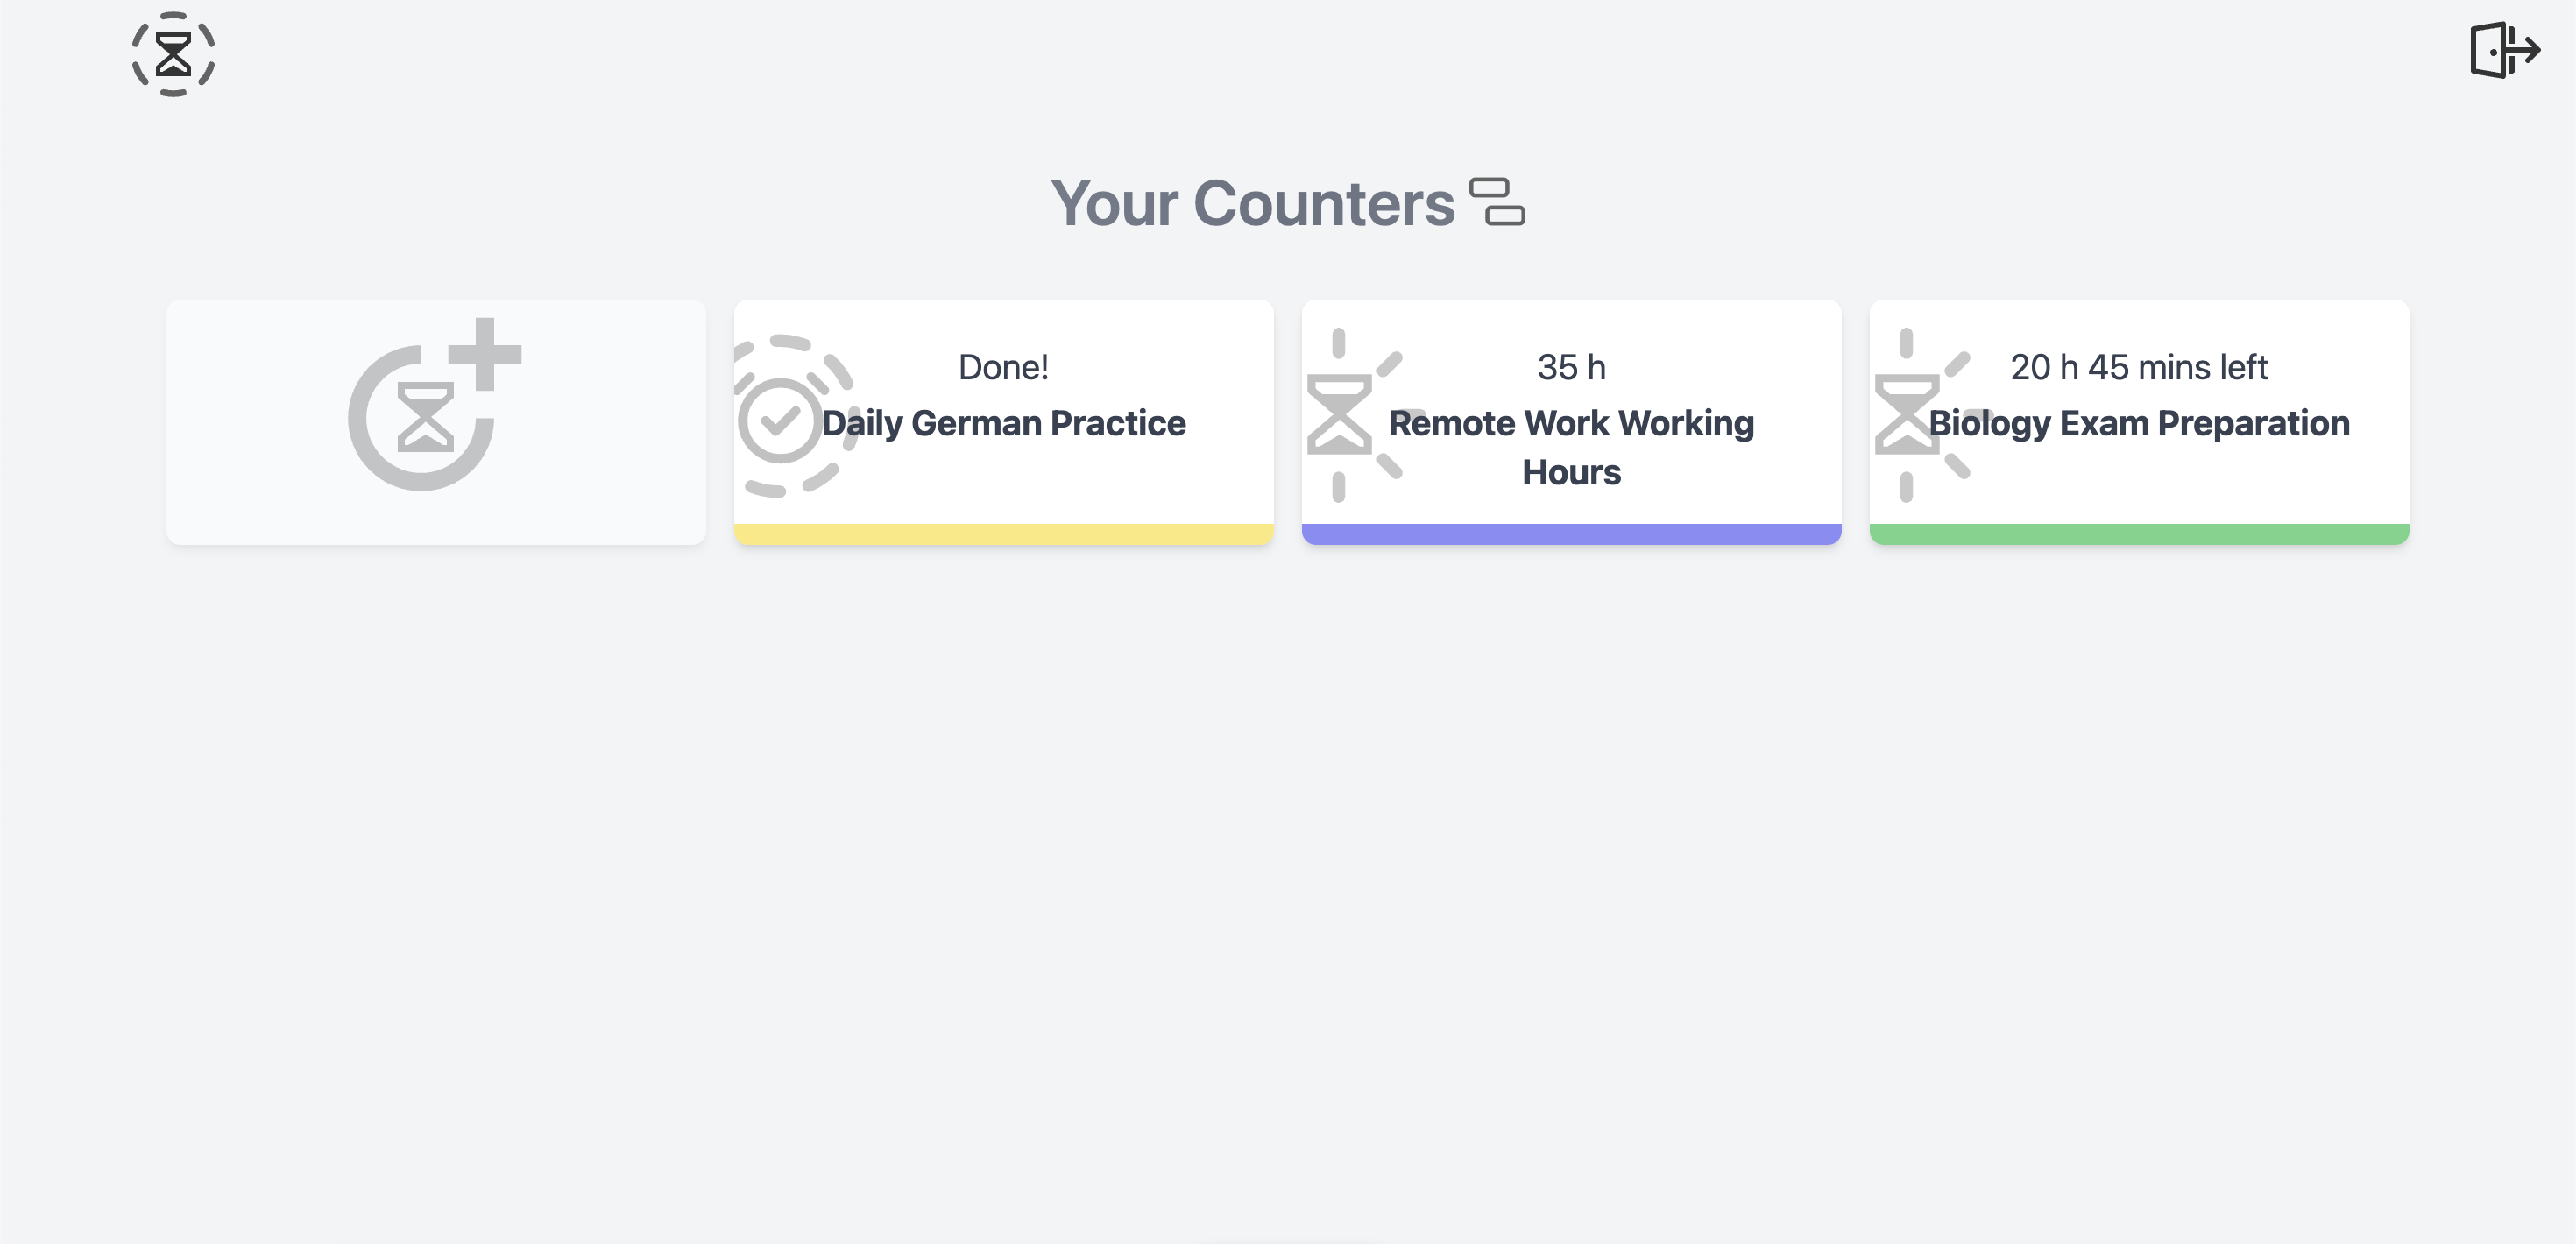 Your Counters
Done!
Daily German Practice
35 h
Remote Work Working
Hours
20 h 45 mins left
Biology Exam Preparation